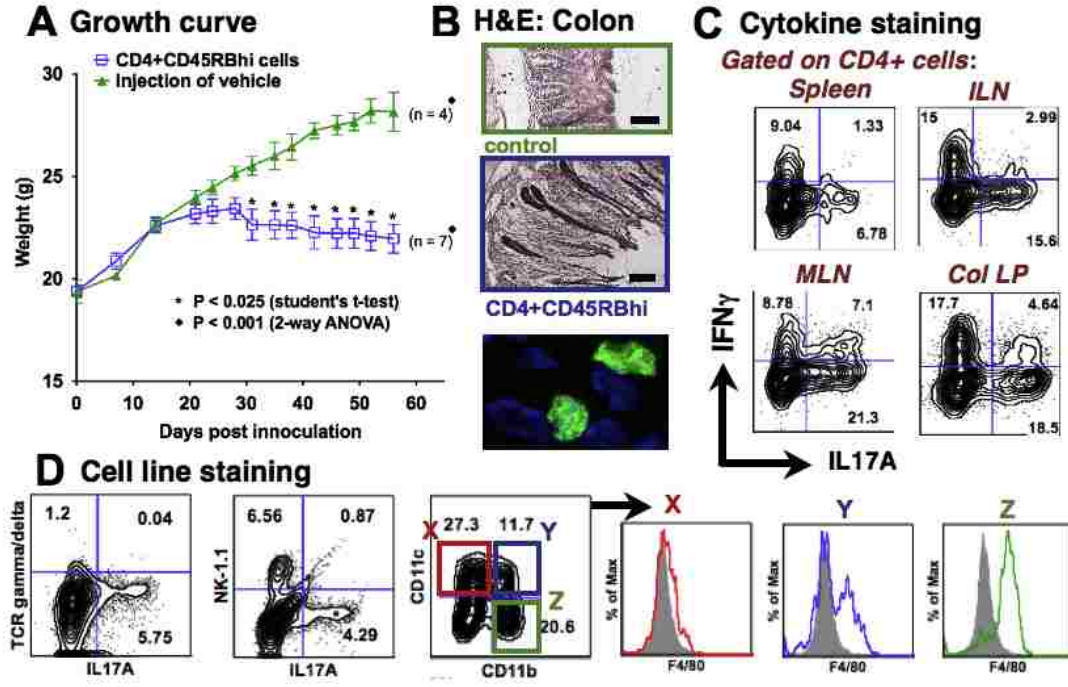 A Growth curve
CD4+CD45RBhi cells
injection of vehicle
Weight (g)
30
25
20
15
(n = 4)◆
(n = 7)◆
* * * * * * *
* P < 0.025 (student's t-test)
◆ P < 0.001 (2-way ANOVA)
0 10 20 30 40 50 60
Days post innoculation
B H&E: Colon
control
CD4+CD45RBhi
C Cytokine staining
Gated on CD4+ cells:
Spleen
9.04 1.33
6.78
ILN
15 2.99
15.6
MLN
8.78 7.1
21.3
Col LP
17.7 4.64
18.5
IFNγ
IL17A
D Cell line staining
TCR gamma/delta
1.2 0.04
5.75
IL17A
NK-1.1
6.56 0.87
4.29
IL17A
CD11c
X 27.3 11.7 Y
Z
20.6
CD11b
X
% of Max
F4/80
Y
% of Max
F4/80
Z
% of Max
F4/80